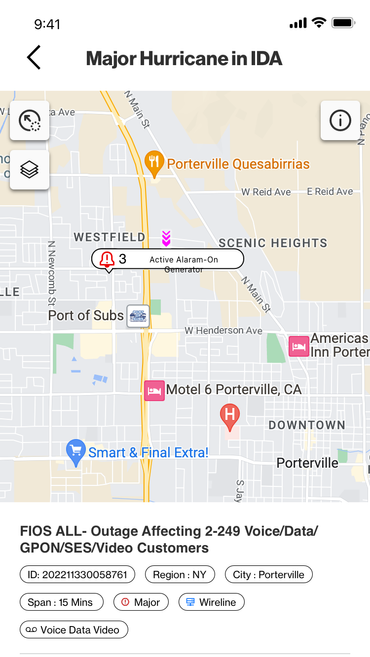 9:41
Major Hurricane in IDA
ta Ave
N Main St
Porterville Quesabirrias
W Reid Ave
E Reid Ave
WESTFIELD
SCENIC HEIGHTS
3
Active Alaram-On
Generator
N Newcomb St
N Main St
LLE
Port of Subs
W Henderson Ave
Americas
Inn Porter
Motel 6 Porterville, CA
H
DOWNTOWN
Smart & Final Extra!
Porterville
S Jay
FIOS ALL- Outage Affecting 2-249 Voice/Data/
GPON/SES/Video Customers
ID: 202211330058761
Region : NY
City : Porterville
Span : 15 Mins
Major
Wireline
Voice Data Video